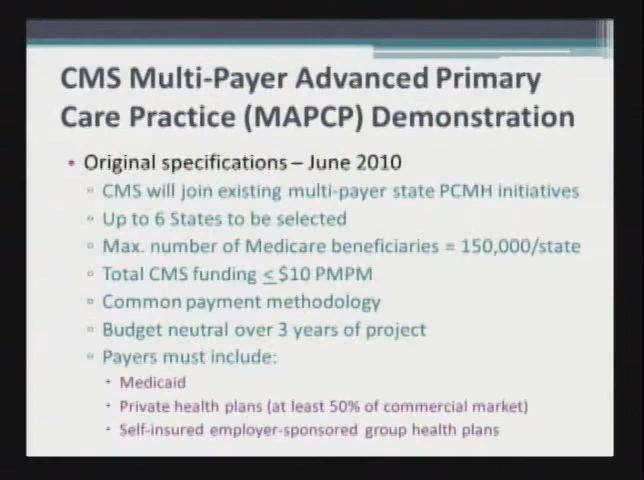 CMS Multi-Payer Advanced Primary
Care Practice (MAPCP) Demonstration
• Original specifications – June 2010
▫ CMS will join existing multi-payer state PCMH initiatives
▫ Up to 6 States to be selected
▫ Max. number of Medicare beneficiaries = 150,000/state
▫ Total CMS funding ≤ $10 PMPM
▫ Common payment methodology
▫ Budget neutral over 3 years of project
▫ Payers must include:
• Medicaid
• Private health plans (at least 50% of commercial market)
• Self-insured employer-sponsored group health plans